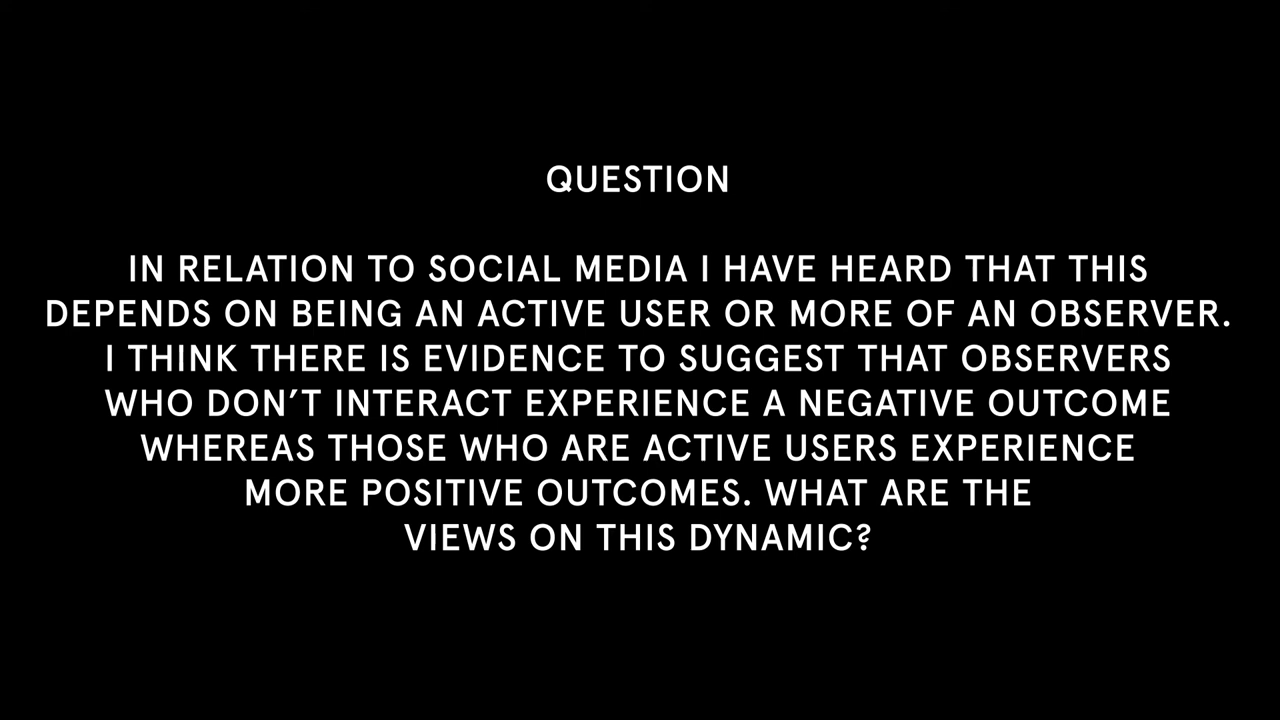 QUESTION
IN RELATION TO SOCIAL MEDIA I HAVE HEARD THAT THIS
DEPENDS ON BEING AN ACTIVE USER OR MORE OF AN OBSERVER.
I THINK THERE IS EVIDENCE TO SUGGEST THAT OBSERVERS
WHO DON’T INTERACT EXPERIENCE A NEGATIVE OUTCOME
WHEREAS THOSE WHO ARE ACTIVE USERS EXPERIENCE
MORE POSITIVE OUTCOMES. WHAT ARE THE
VIEWS ON THIS DYNAMIC?